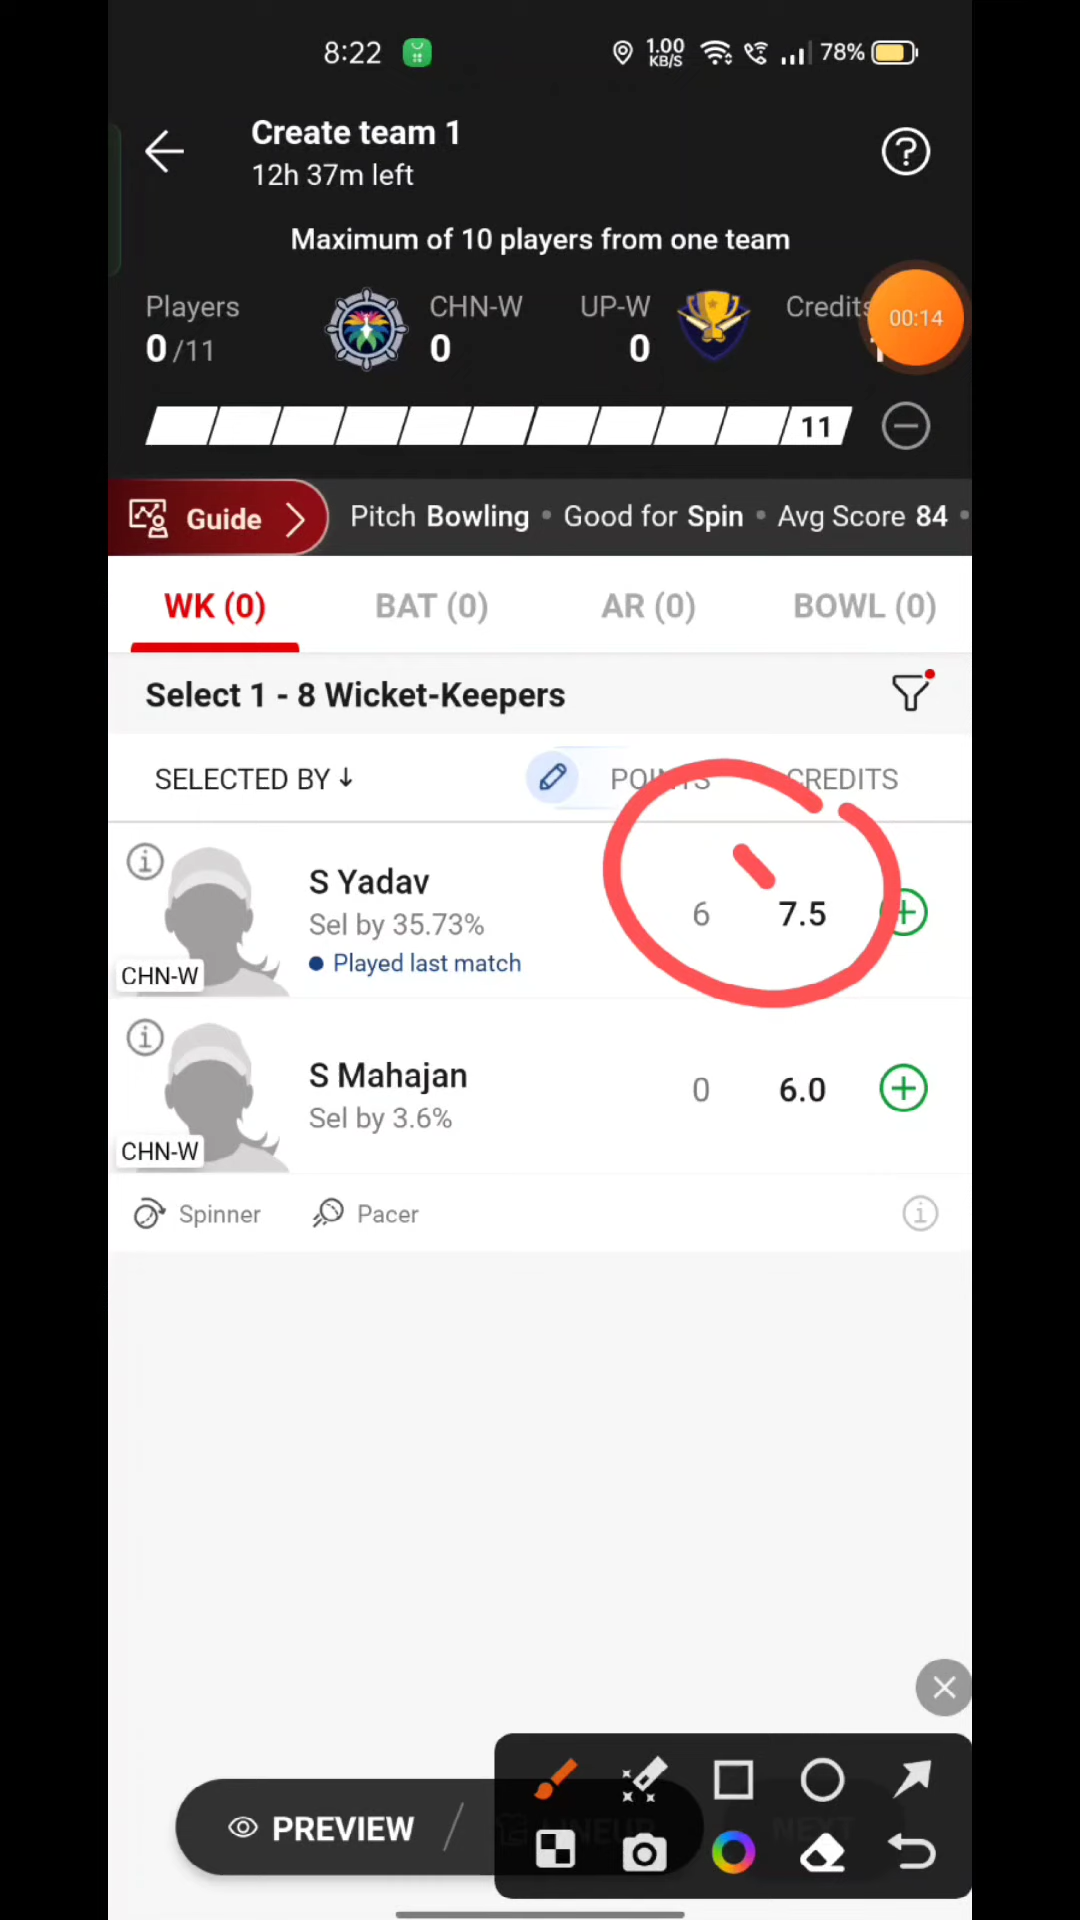 8:22
1.00 KB/S
78%
Create team 1
12h 37m left
Maximum of 10 players from one team
Players
CHN-W
UP-W
Credits
0/11
0
0
00:14
11
Guide
Pitch Bowling • Good for Spin • Avg Score 84 •
WK (0)
BAT (0)
AR (0)
BOWL (0)
Select 1 - 8 Wicket-Keepers
SELECTED BY ↓
POINTS
CREDITS
S Yadav
Sel by 35.73%
Played last match
CHN-W
6
7.5
S Mahajan
Sel by 3.6%
CHN-W
0
6.0
Spinner
Pacer
PREVIEW
NEXT